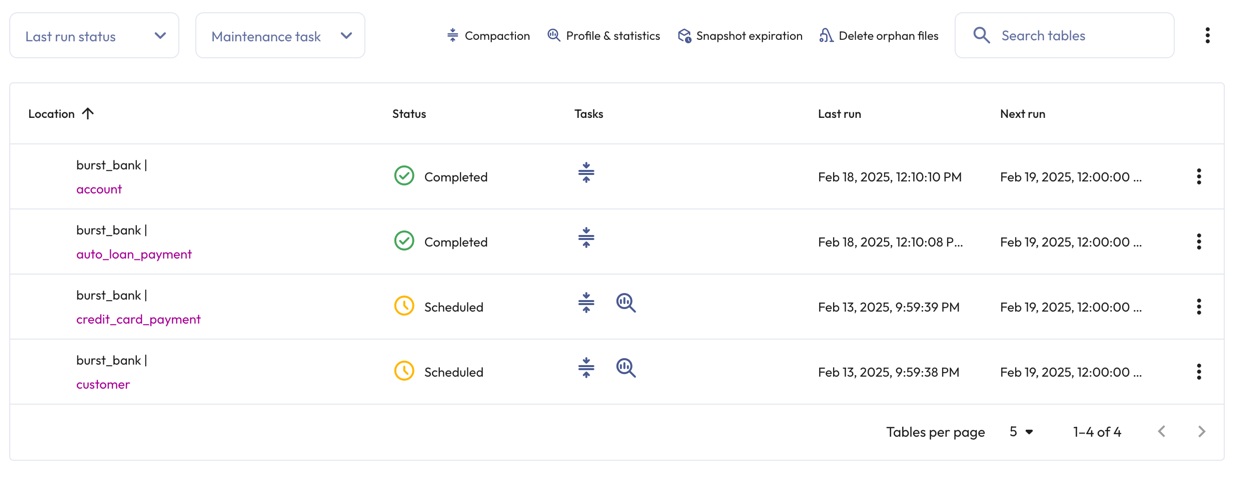 Last run status
Maintenance task
Compaction
Profile & statistics
Snapshot expiration
Delete orphan files
Search tables
Location Status Tasks Last run Next run
burst_bank |
account
Completed
Feb 18, 2025, 12:10:10 PM
Feb 19, 2025, 12:00:00 ...
burst_bank |
auto_loan_payment
Completed
Feb 18, 2025, 12:10:08 P...
Feb 19, 2025, 12:00:00 ...
burst_bank |
credit_card_payment
Scheduled
Feb 13, 2025, 9:59:39 PM
Feb 19, 2025, 12:00:00 ...
burst_bank |
customer
Scheduled
Feb 13, 2025, 9:59:38 PM
Feb 19, 2025, 12:00:00 ...
Tables per page 5 1–4 of 4